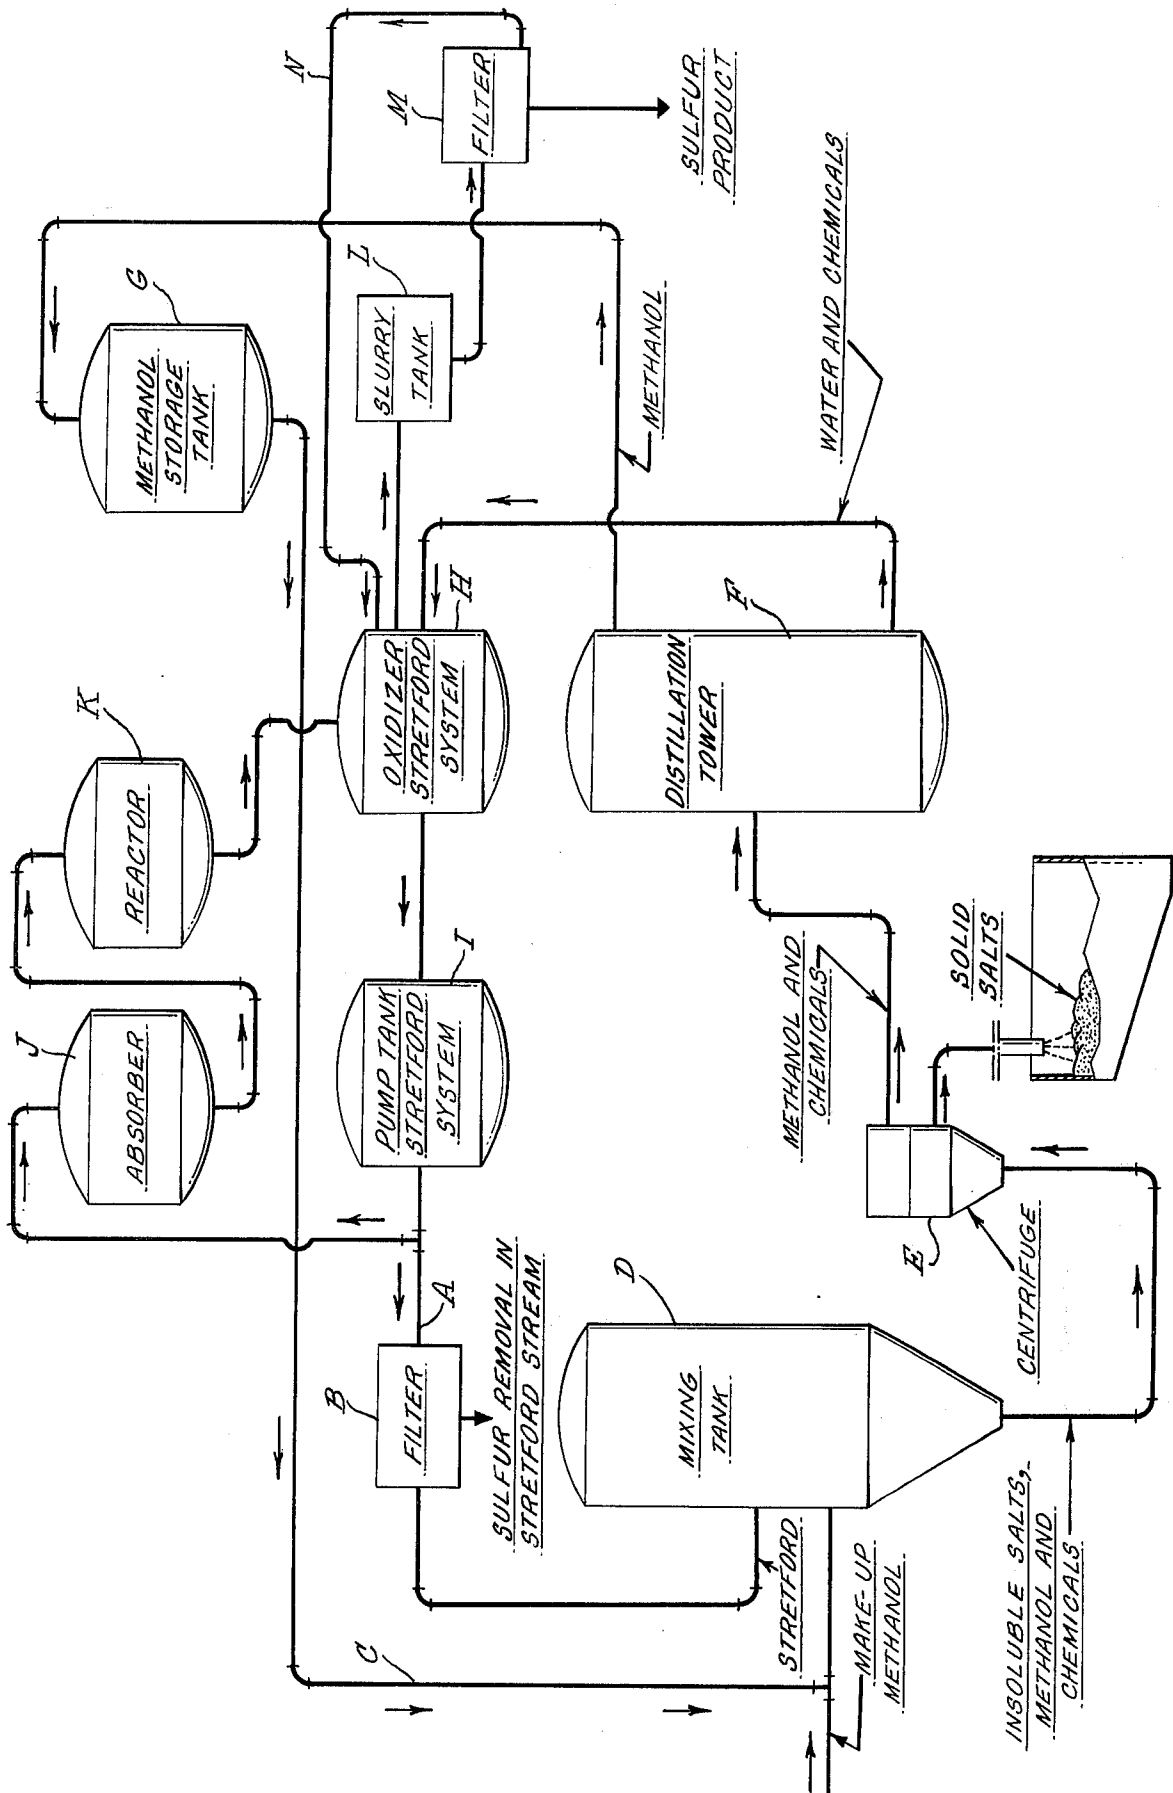 J
ABSORBER
K
REACTOR
G
METHANOL
STORAGE
TANK
N
M
FILTER
SULFUR
PRODUCT
L
SLURRY
TANK
H
OXIDIZER
STRETFORD
SYSTEM
I
PUMP TANK
STRETFORD
SYSTEM
A
B
FILTER
SULFUR REMOVAL IN
STRETFORD STREAM
C
D
MIXING
TANK
STRETFORD
MAKE-UP
METHANOL
INSOLUBLE SALTS,
METHANOL AND
CHEMICALS
E
CENTRIFUGE
METHANOL AND
CHEMICALS
SOLID
SALTS
F
DISTILLATION
TOWER
METHANOL
WATER AND CHEMICALS